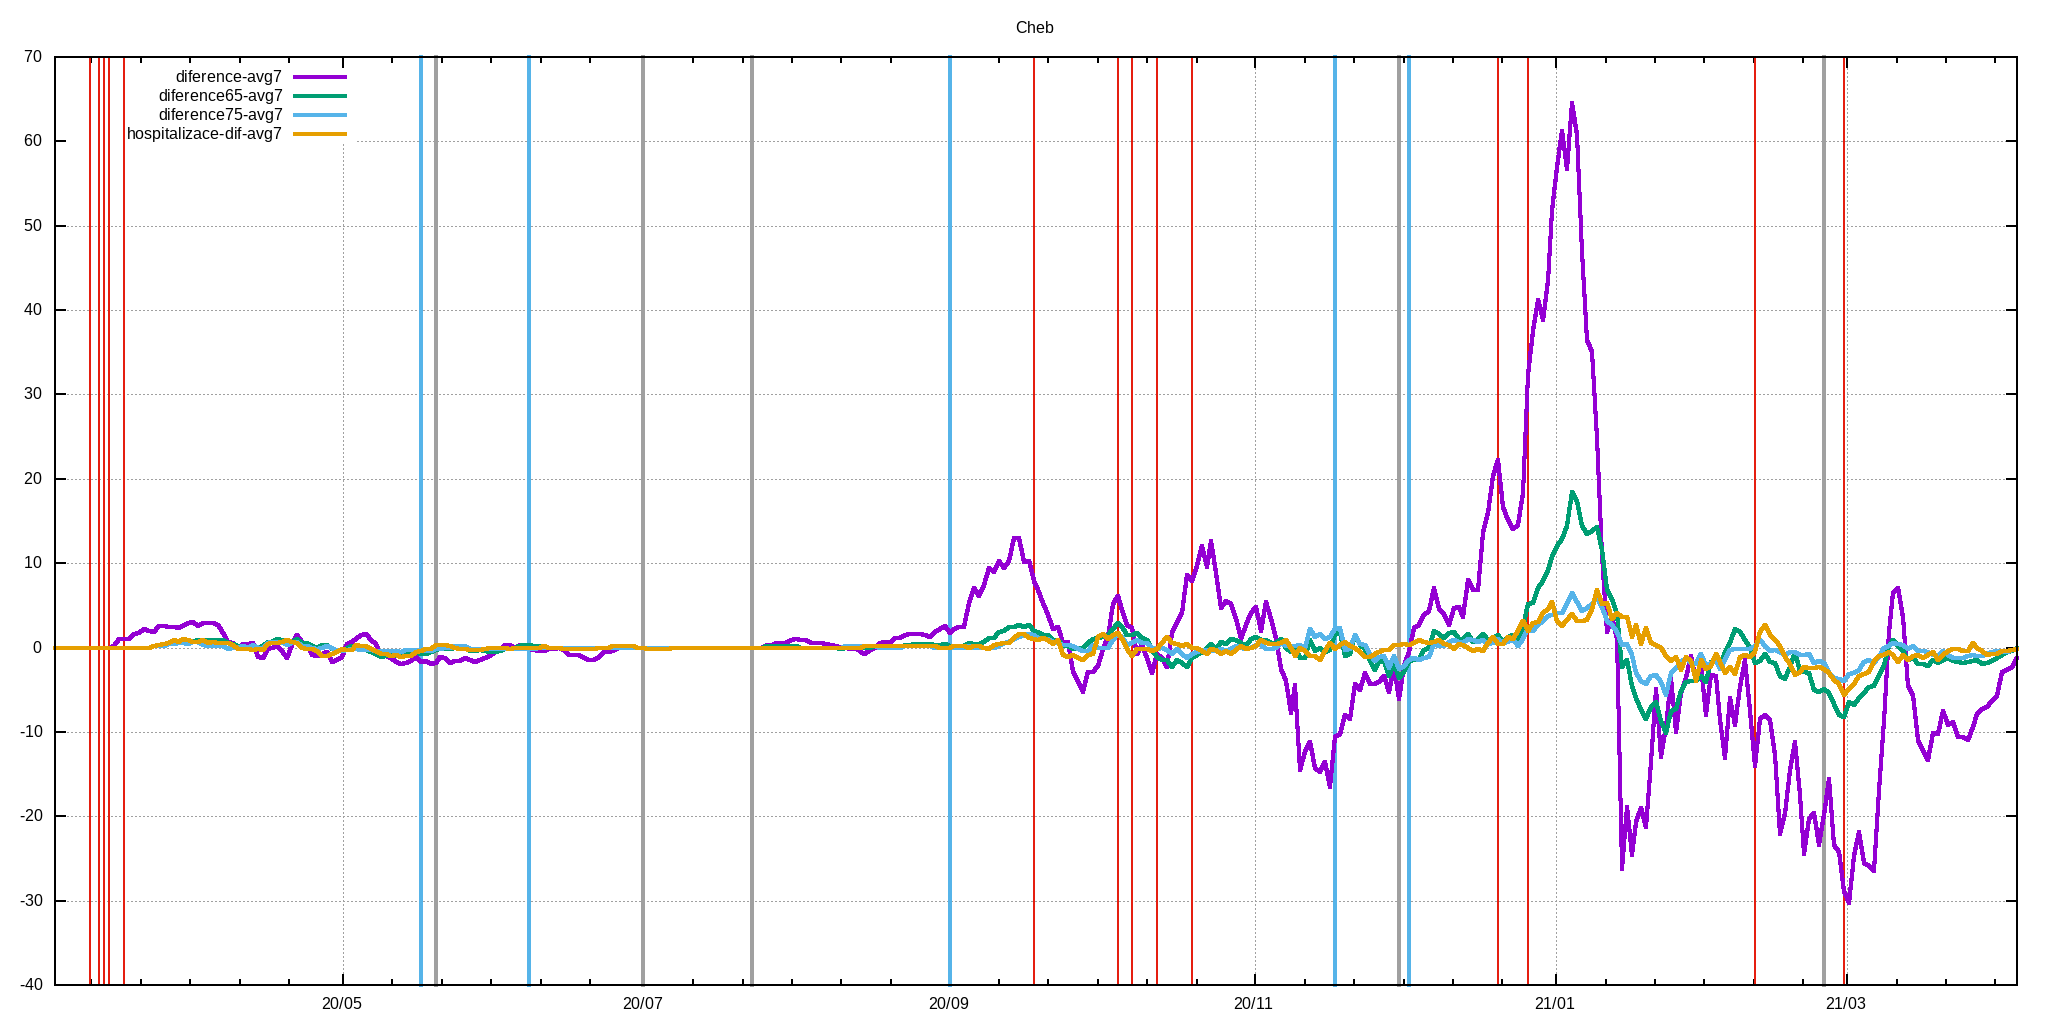 Cheb
70
60
50
40
30
20
10
0
-10
-20
-30
-40
diference-avg7
diference65-avg7
diference75-avg7
hospitalizace-dif-avg7
20/05 20/07 20/09 20/11 21/01 21/03